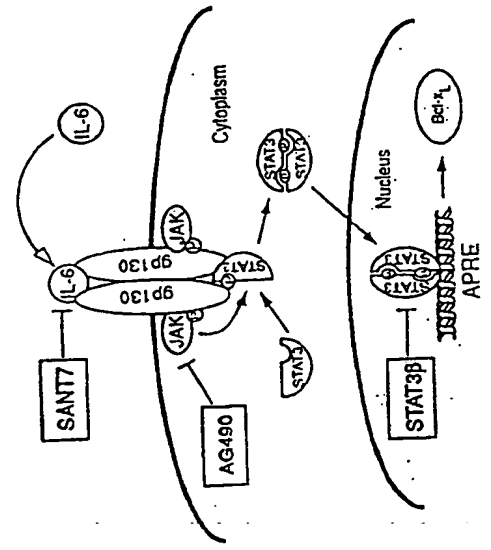 IL-6
SANT7
IL-6
gp130
gp130
JAK
JAK
Cytoplasm
AG490
STAT3
STAT3
STAT3
STAT3
Nucleus
STAT3β
STAT3
STAT3
APRE
Bcl-xL